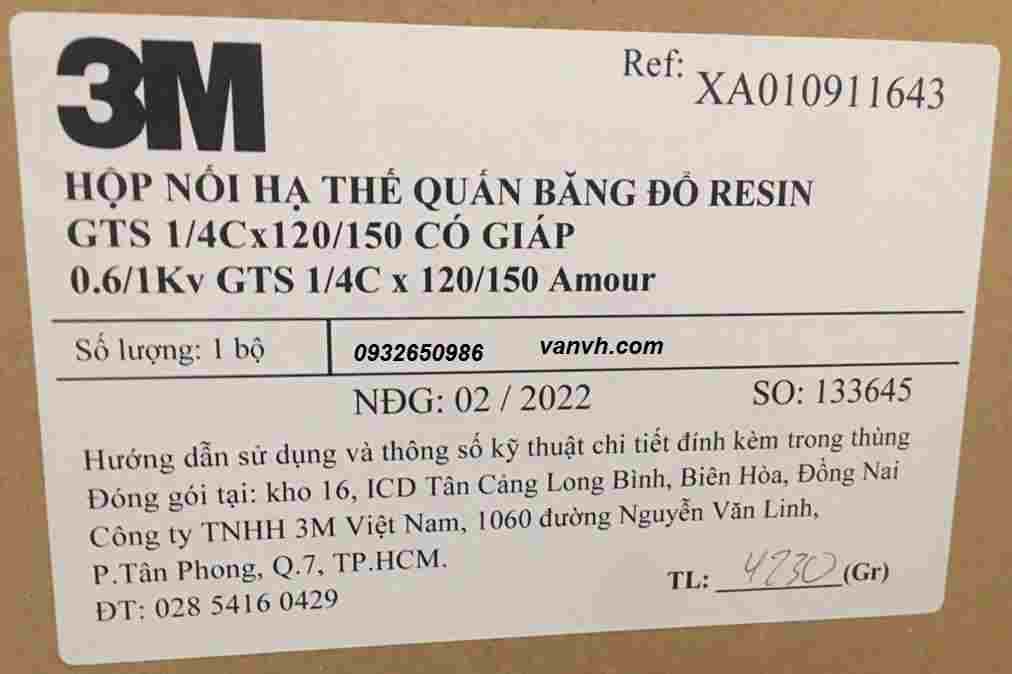 3M
Ref: XA010911643
HỘP NỐI HẠ THẾ QUẤN BĂNG ĐỔ RESIN
GTS 1/4Cx120/150 CÓ GIÁP
0.6/1Kv GTS 1/4C x 120/150 Amour
Số lượng: 1 bộ
0932650986 vanvh.com
NĐG: 02 / 2022 SO: 133645
Hướng dẫn sử dụng và thông số kỹ thuật chi tiết đính kèm trong thùng
Đóng gói tại: kho 16, ICD Tân Cảng Long Bình, Biên Hòa, Đồng Nai
Công ty TNHH 3M Việt Nam, 1060 đường Nguyễn Văn Linh,
P.Tân Phong, Q.7, TP.HCM.
ĐT: 028 5416 0429
TL: 4230 (Gr)